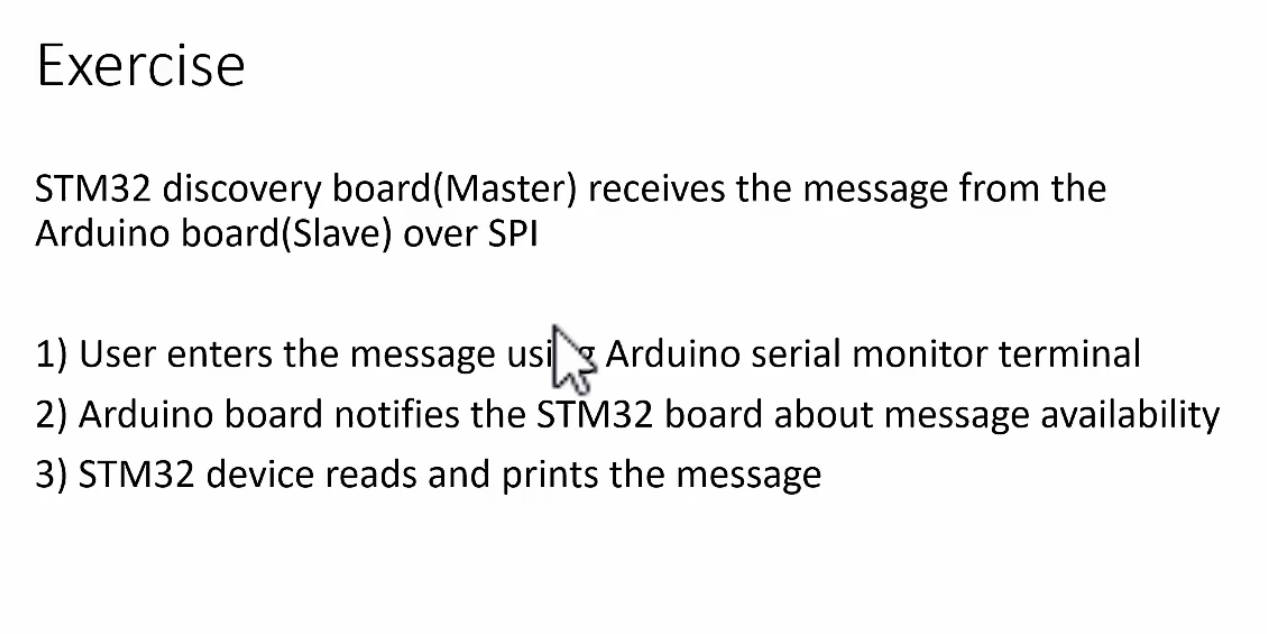 Exercise
STM32 discovery board(Master) receives the message from the
Arduino board(Slave) over SPI
1) User enters the message using Arduino serial monitor terminal
2) Arduino board notifies the STM32 board about message availability
3) STM32 device reads and prints the message